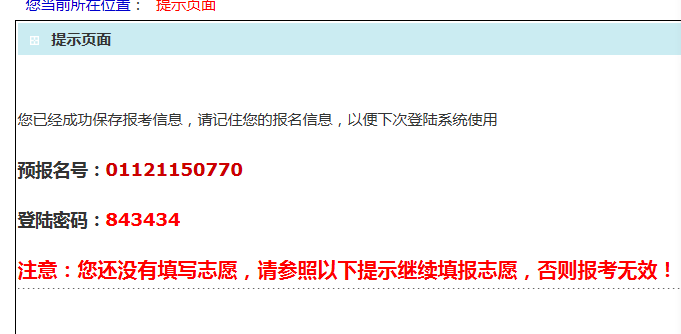 您当前所在位置： 提示页面
提示页面
您已经成功保存报考信息，请记住您的报名信息，以便下次登陆系统使用
预报名号：01121150770
登陆密码：843434
注意：您还没有填写志愿，请参照以下提示继续填报志愿，否则报考无效！